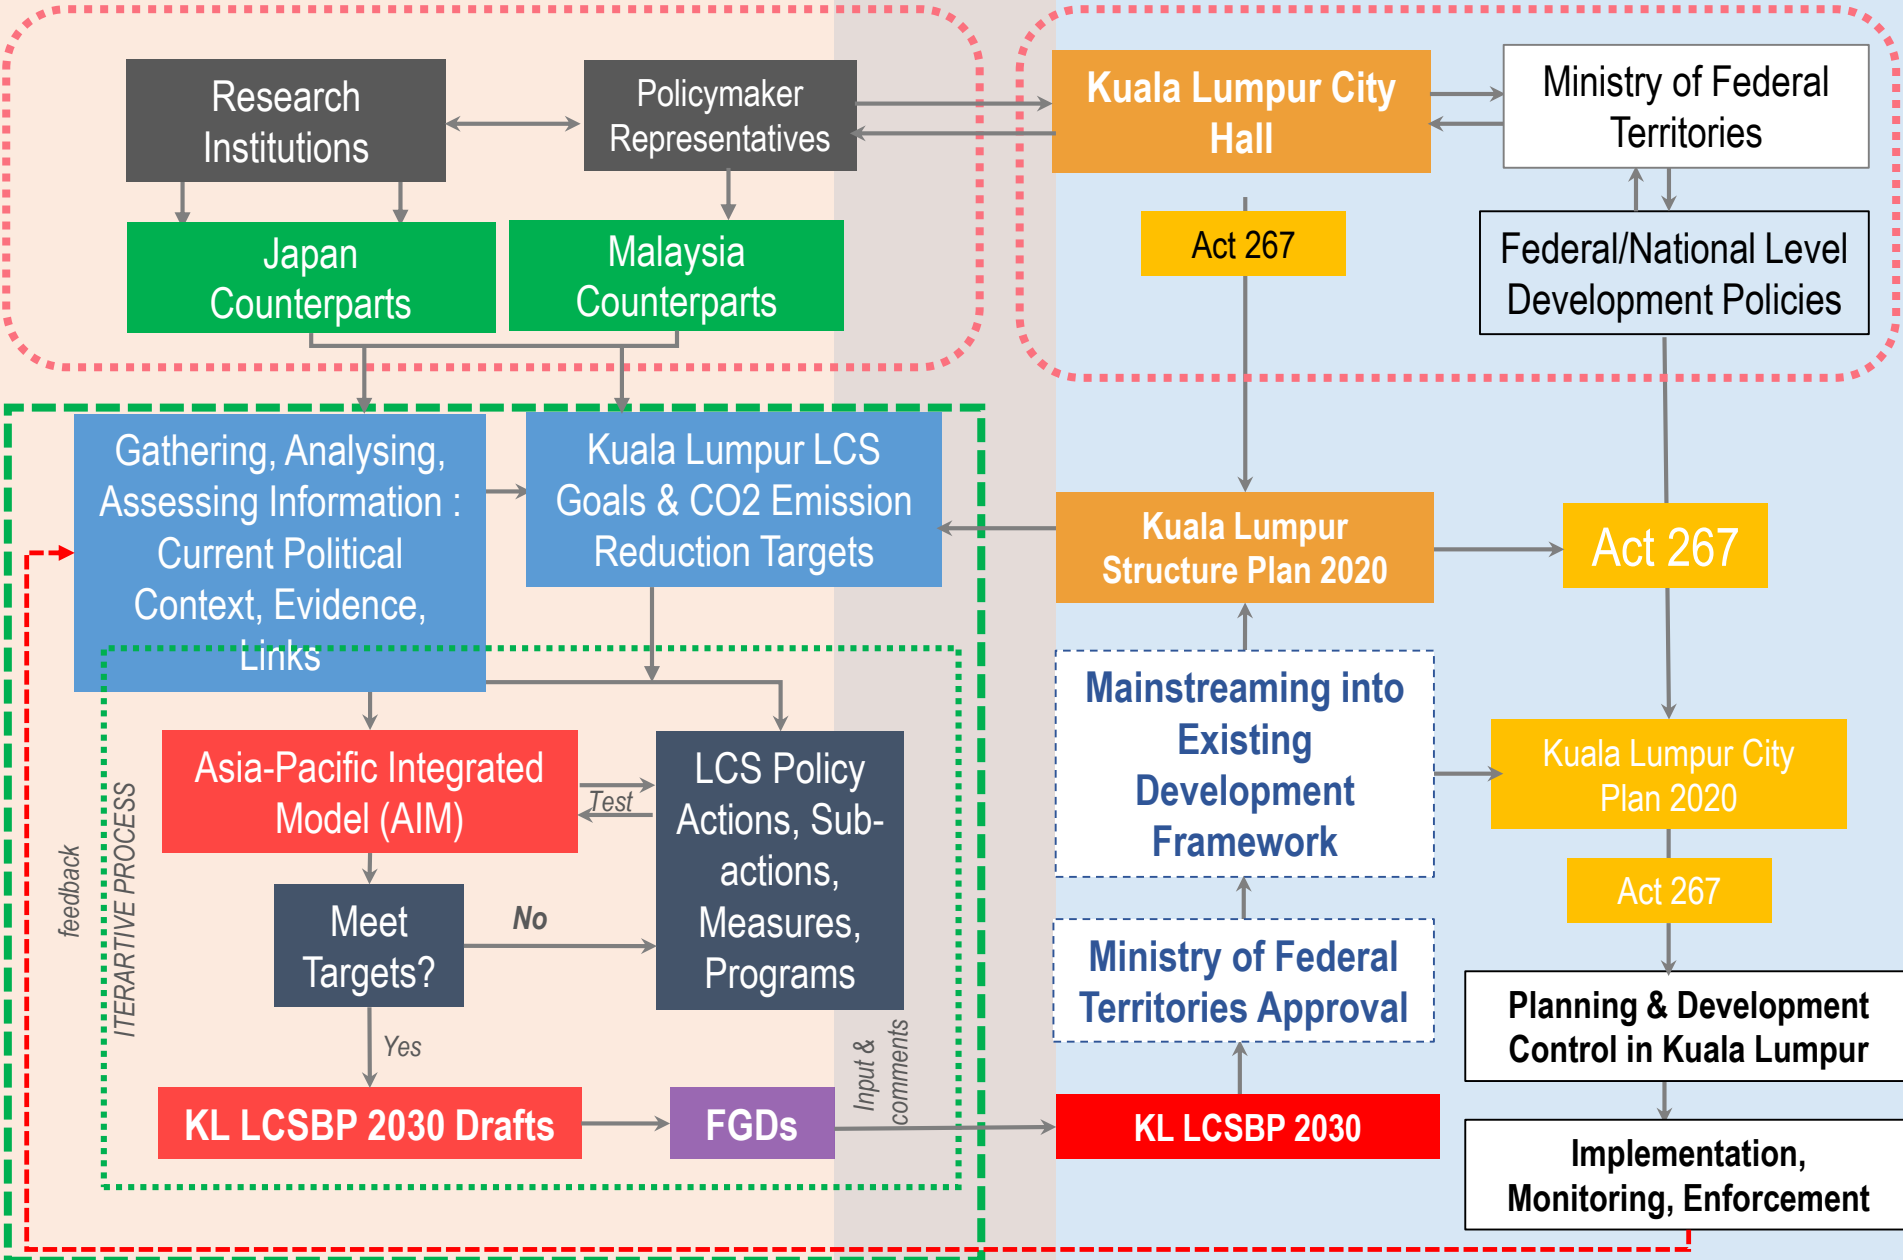 Research
Institutions
Policymaker
Representatives
Kuala Lumpur City
Hall
Ministry of Federal
Territories
Japan
Counterparts
Malaysia
Counterparts
Act 267
Federal/National Level
Development Policies
Gathering, Analysing,
Assessing Information :
Current Political
Context, Evidence,
Links
Kuala Lumpur LCS
Goals & CO2 Emission
Reduction Targets
Kuala Lumpur
Structure Plan 2020
Act 267
Mainstreaming into
Existing
Development
Framework
Kuala Lumpur City
Plan 2020
Asia-Pacific Integrated
Model (AIM)
Test
LCS Policy
Actions, Sub-
actions,
Measures,
Programs
feedback
ITERARTIVE PROCESS
Meet
Targets?
No
Yes
Act 267
Ministry of Federal
Territories Approval
Planning & Development
Control in Kuala Lumpur
KL LCSBP 2030 Drafts
FGDs
Input &
comments
KL LCSBP 2030
Implementation,
Monitoring, Enforcement